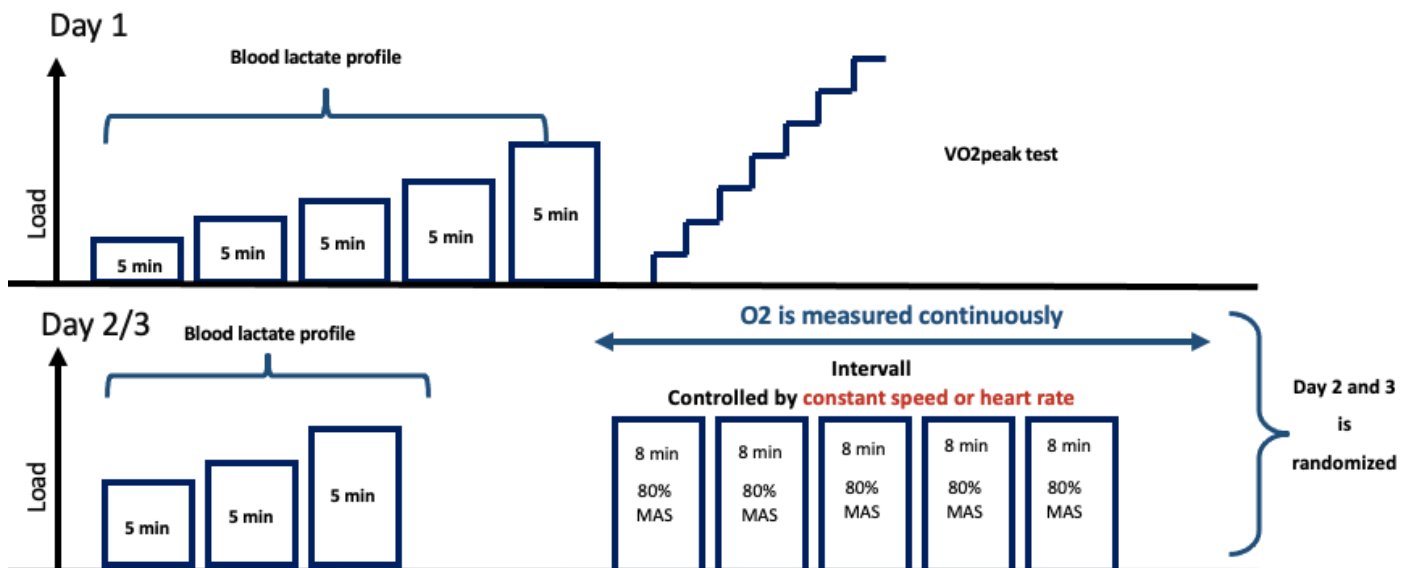 Day 1
Blood lactate profile
Load
5 min
5 min
5 min
5 min
5 min
VO2peak test
Day 2/3
Blood lactate profile
Load
5 min
5 min
5 min
O2 is measured continuously
Intervall
Controlled by constant speed or heart rate
8 min
80%
MAS
8 min
80%
MAS
8 min
80%
MAS
8 min
80%
MAS
8 min
80%
MAS
Day 2 and 3
is
randomized